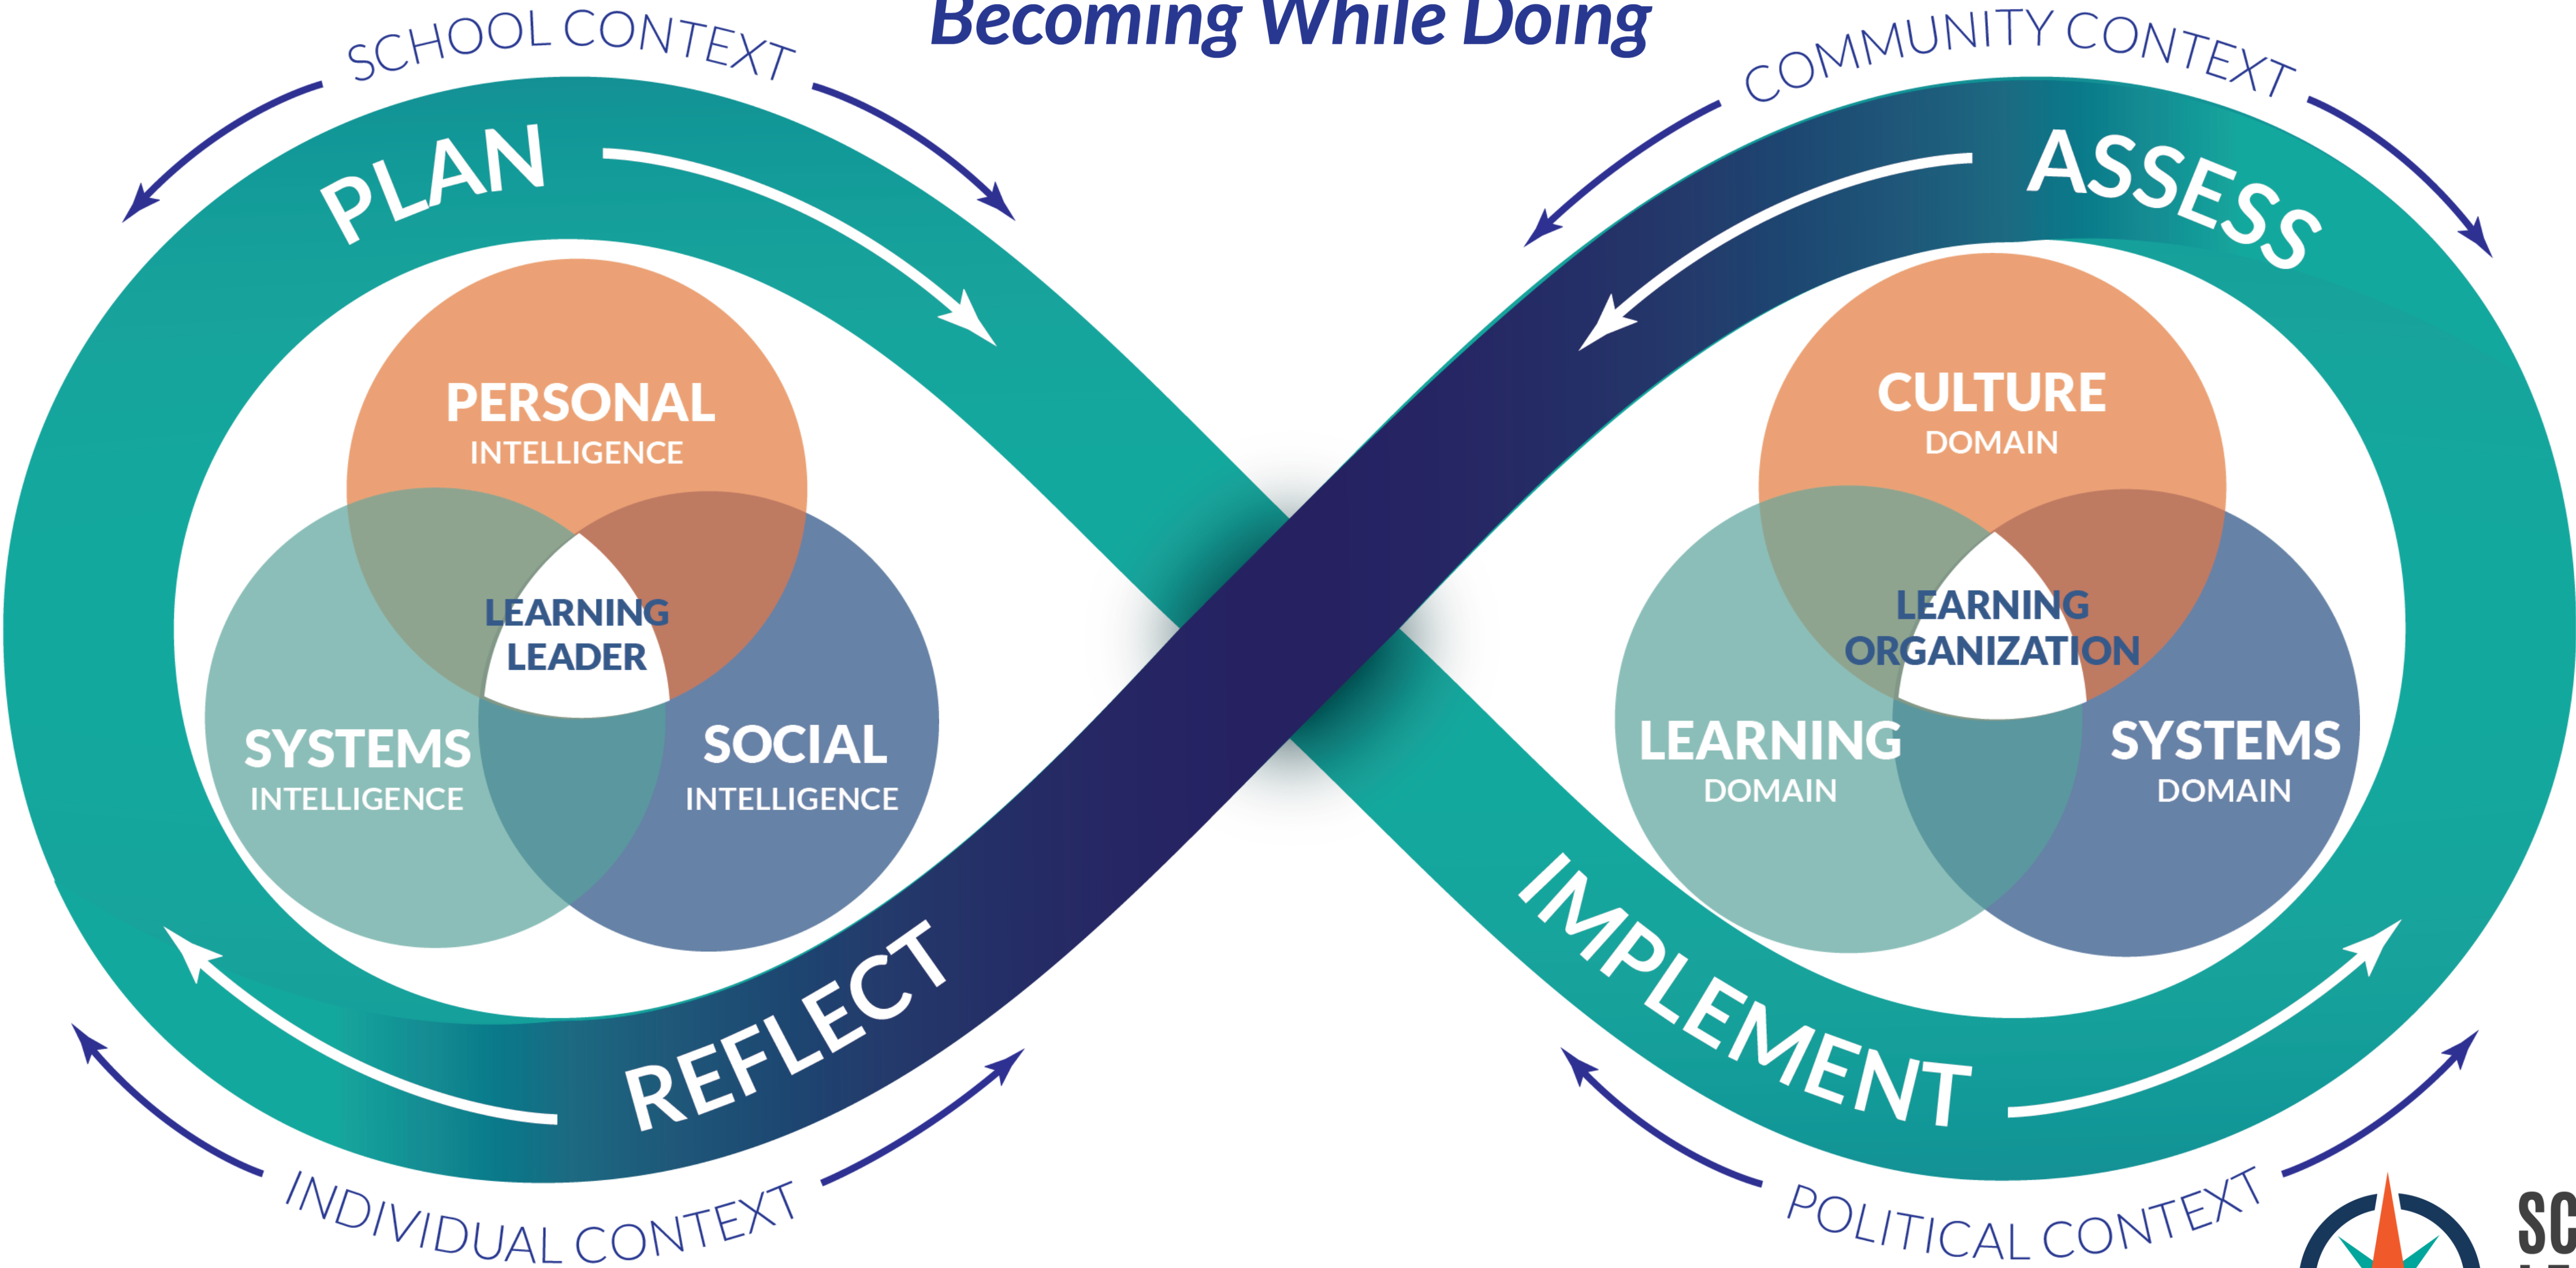 Becoming While Doing
SCHOOL CONTEXT
COMMUNITY CONTEXT
PLAN
ASSESS
PERSONAL
INTELLIGENCE
LEARNING
LEADER
SYSTEMS
INTELLIGENCE
SOCIAL
INTELLIGENCE
CULTURE
DOMAIN
LEARNING
ORGANIZATION
LEARNING
DOMAIN
SYSTEMS
DOMAIN
REFLECT
IMPLEMENT
INDIVIDUAL CONTEXT
POLITICAL CONTEXT